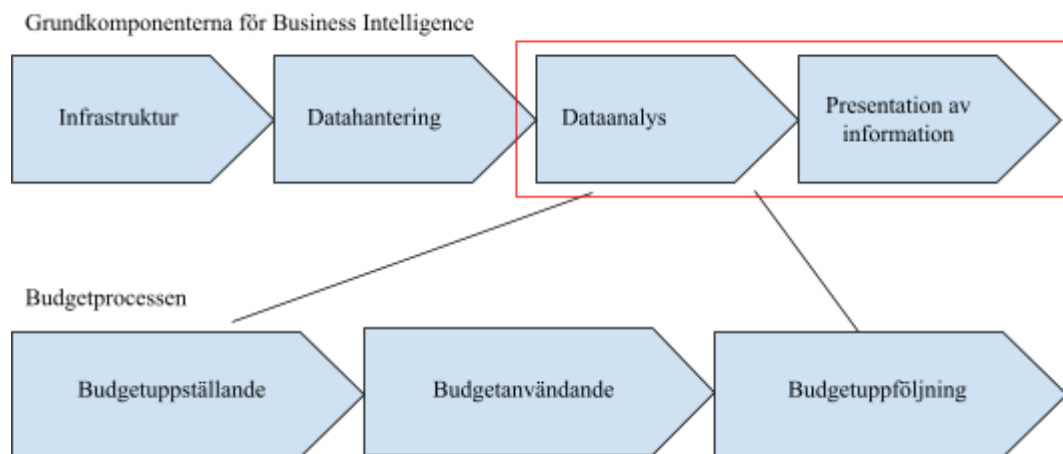 Grundkomponenterna för Business Intelligence
Infrastruktur
Datahantering
Dataanalys
Presentation av
information
Budgetprocessen
Budgetuppställande
Budgetanvändande
Budgetuppföljning